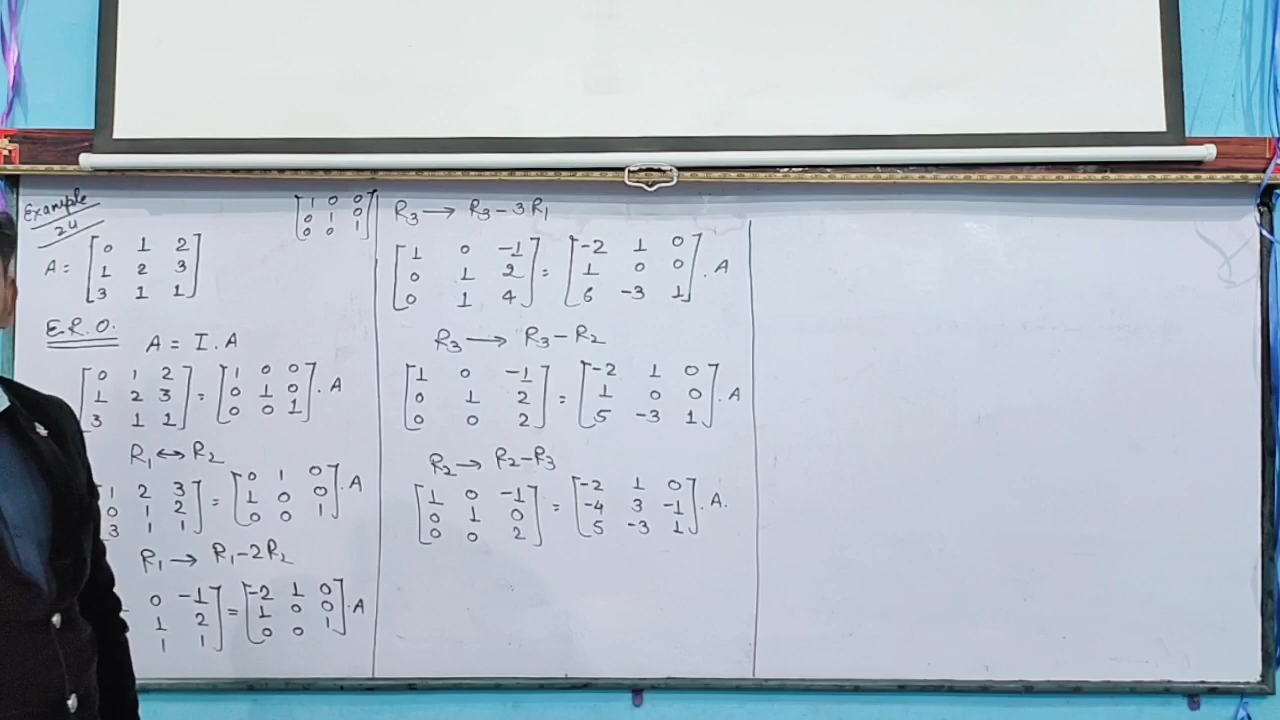 Example
24
A = [0 1 2
1 2 3
3 1 1]
[1 0 0
0 1 0
0 0 1]
E.R.O.
A = I.A
[0 1 2
1 2 3
3 1 1] = [1 0 0
0 1 0
0 0 1].A
R₁ ↔ R₂
1 2 3
0 1 2
3 1 1] = [0 1 0
1 0 0
0 0 1].A
R₁ → R₁-2R₂
0 -1
1 2
1 1] = [-2 1 0
1 0 0
0 0 1].A
R₃ → R₃-3R₁
[1 0 -1
0 1 2
0 1 4] = [-2 1 0
1 0 0
6 -3 1].A
R₃ → R₃-R₂
[1 0 -1
0 1 2
0 0 2] = [-2 1 0
1 0 0
5 -3 1].A
R₂ → R₂-R₃
[1 0 -1
0 1 0
0 0 2] = [-2 1 0
-4 3 -1
5 -3 1].A.